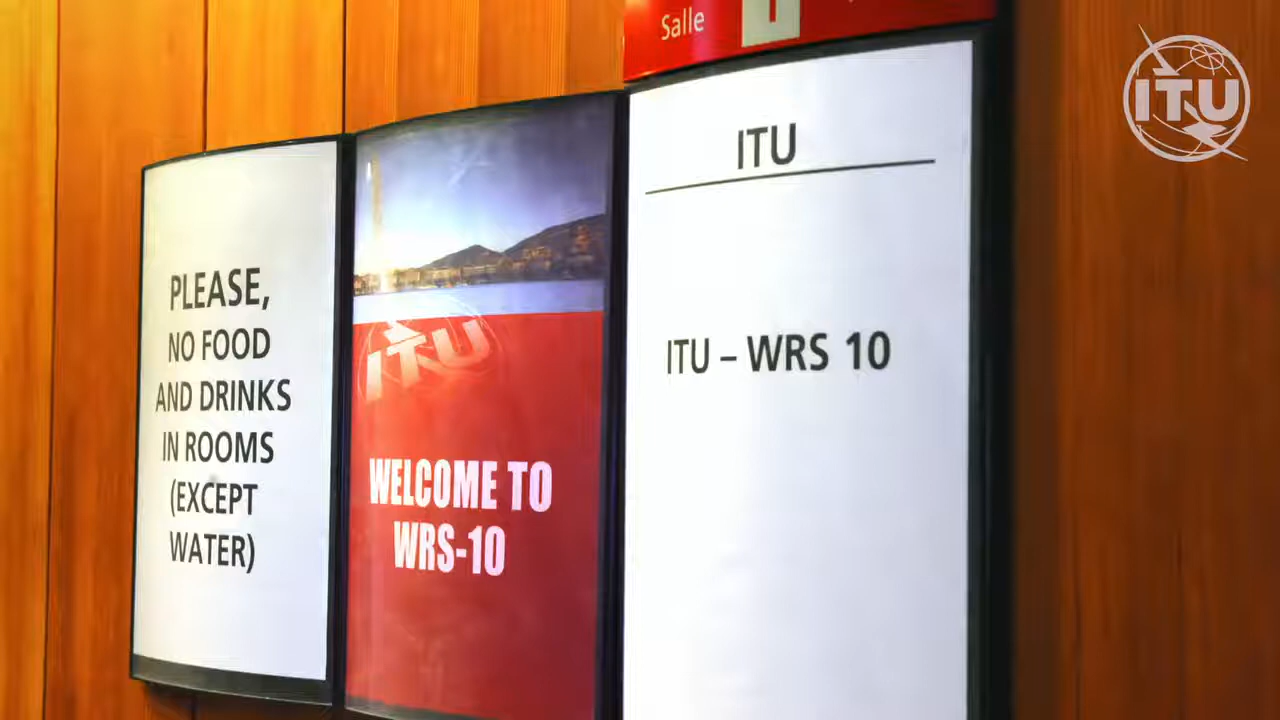 PLEASE,
NO FOOD
AND DRINKS
IN ROOMS
(EXCEPT
WATER)
ITU
WELCOME TO
WRS-10
Salle
1
ITU
ITU – WRS 10
ITU